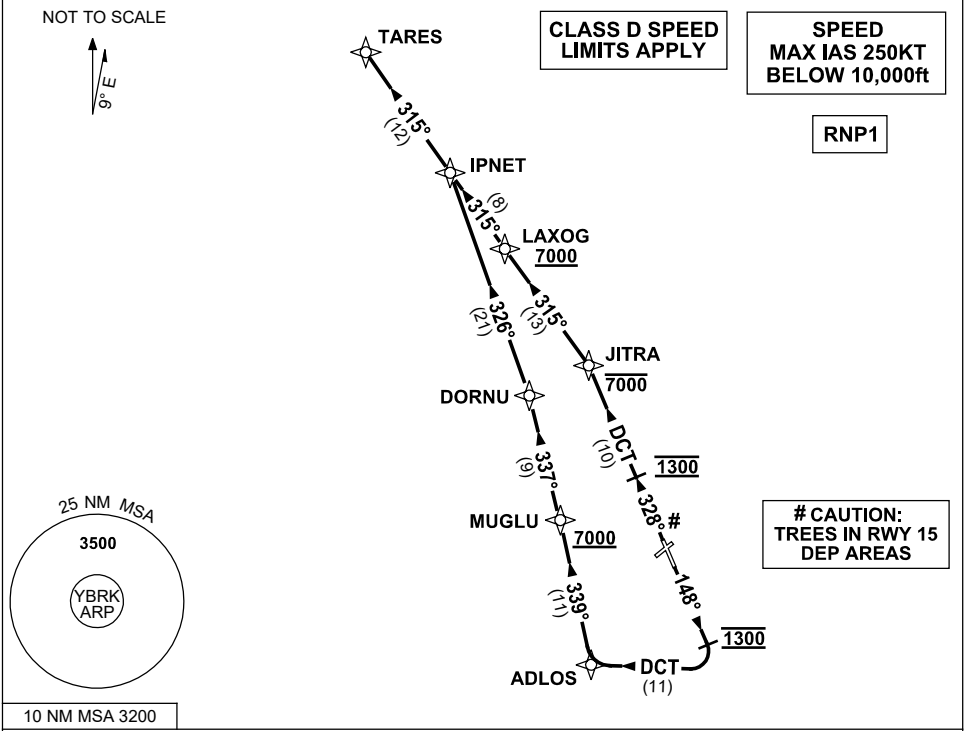 NOT TO SCALE
9° E
TARES
CLASS D SPEED
LIMITS APPLY
SPEED
MAX IAS 250KT
BELOW 10,000ft
RNP1
315°
(12)
IPNET
(8)
315°
LAXOG
7000
315°
(13)
326°
(21)
JITRA
7000
DORNU
DCT
(10)
1300
337°
(9)
328°
#
25 NM MSA
3500
YBRK
ARP
MUGLU
7000
# CAUTION:
TREES IN RWY 15
DEP AREAS
339°
(11)
148°
1300
ADLOS
DCT
(11)
10 NM MSA 3200